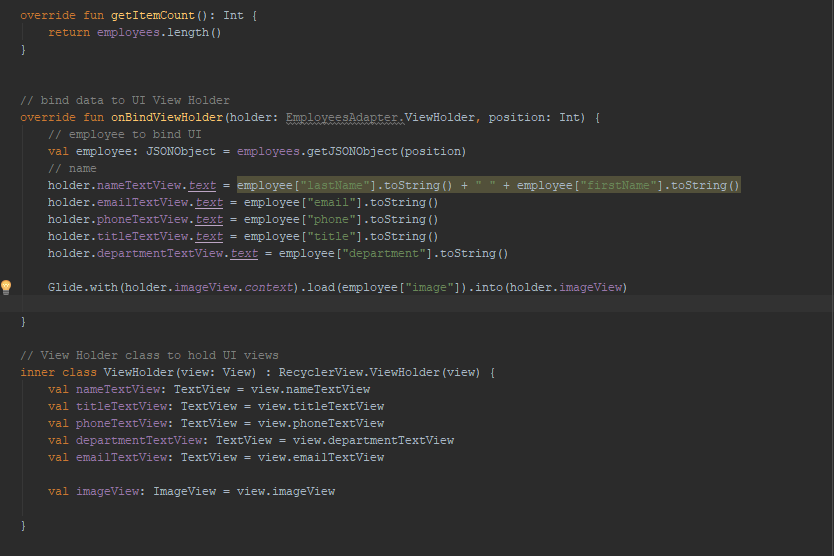 override fun getItemCount(): Int {
return employees.length()
}
// bind data to UI View Holder
override fun onBindViewHolder(holder: EmployeesAdapter.ViewHolder, position: Int) {
// employee to bind UI
val employee: JSONObject = employees.getJSONObject(position)
// name
holder.nameTextView.text = employee["lastName"].toString() + " " + employee["firstName"].toString()
holder.emailTextView.text = employee["email"].toString()
holder.phoneTextView.text = employee["phone"].toString()
holder.titleTextView.text = employee["title"].toString()
holder.departmentTextView.text = employee["department"].toString()
Glide.with(holder.imageView.context).load(employee["image"]).into(holder.imageView)
}
// View Holder class to hold UI views
inner class ViewHolder(view: View) : RecyclerView.ViewHolder(view) {
val nameTextView: TextView = view.nameTextView
val titleTextView: TextView = view.titleTextView
val phoneTextView: TextView = view.phoneTextView
val departmentTextView: TextView = view.departmentTextView
val emailTextView: TextView = view.emailTextView
val imageView: ImageView = view.imageView
}